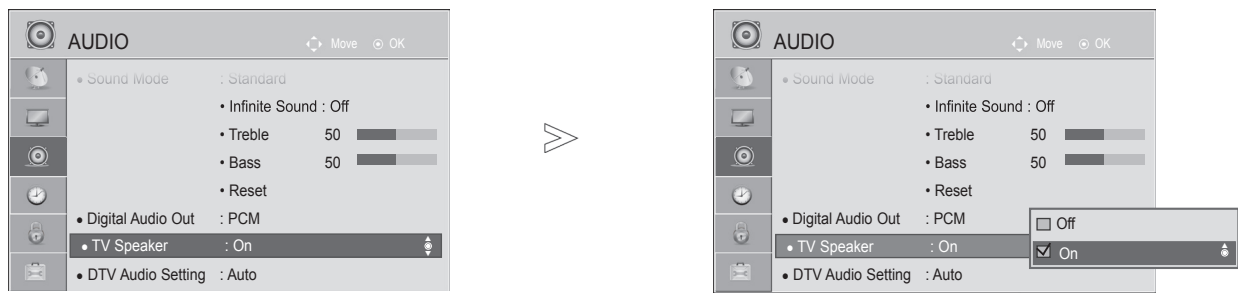 AUDIO
Move OK
• Sound Mode : Standard
• Infinite Sound : Off
• Treble 50
• Bass 50
• Reset
• Digital Audio Out : PCM
• TV Speaker : On
• DTV Audio Setting : Auto
AUDIO
Move OK
• Sound Mode : Standard
• Infinite Sound : Off
• Treble 50
• Bass 50
• Reset
• Digital Audio Out : PCM
• TV Speaker : On
• DTV Audio Setting : Auto
Off
On